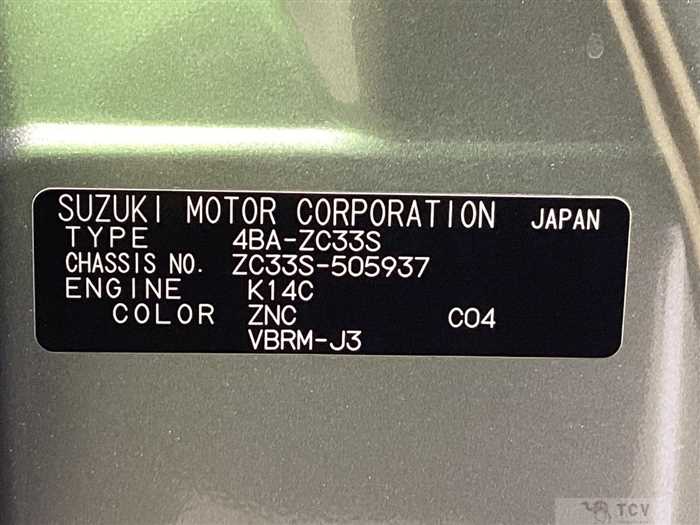 SUZUKI MOTOR CORPORATION JAPAN
TYPE 4BA-ZC33S
CHASSIS NO. ZC33S-505937
ENGINE K14C
COLOR ZNC C04
VBRM-J3
TCV